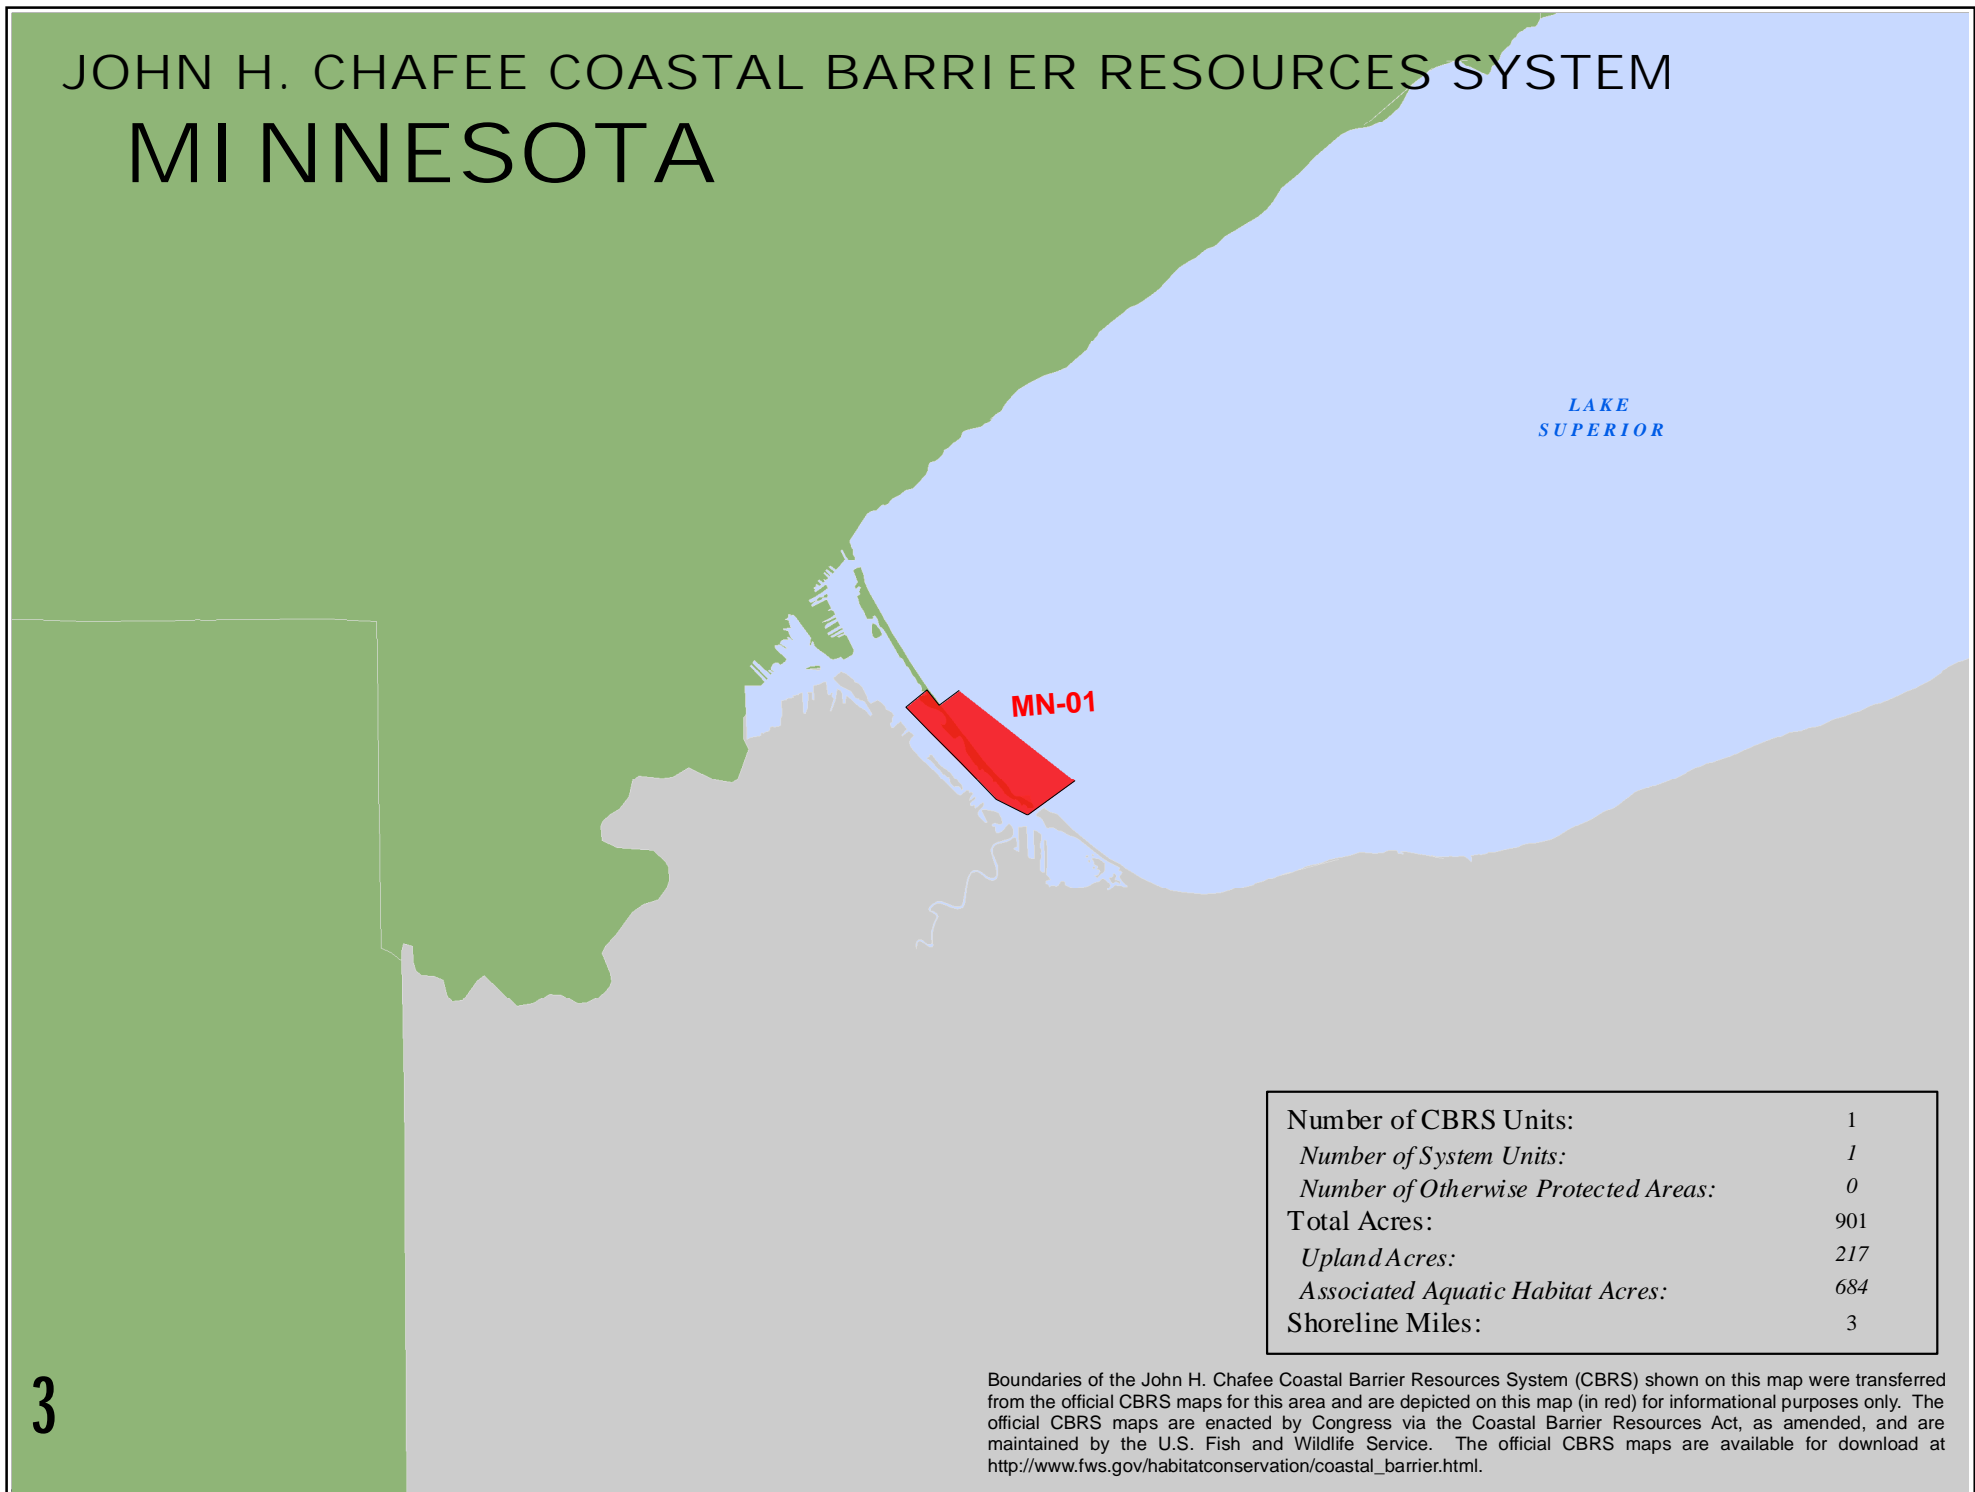 JOHN H. CHAFEE COASTAL BARRIER RESOURCES SYSTEM
MINNESOTA
LAKE
SUPERIOR
MN-01
Number of CBRS Units: 1
Number of System Units: 1
Number of Otherwise Protected Areas: 0
Total Acres: 901
Upland Acres: 217
Associated Aquatic Habitat Acres: 684
Shoreline Miles: 3
3
Boundaries of the John H. Chafee Coastal Barrier Resources System (CBRS) shown on this map were transferred
from the official CBRS maps for this area and are depicted on this map (in red) for informational purposes only. The
official CBRS maps are enacted by Congress via the Coastal Barrier Resources Act, as amended, and are
maintained by the U.S. Fish and Wildlife Service. The official CBRS maps are available for download at
http://www.fws.gov/habitatconservation/coastal_barrier.html.